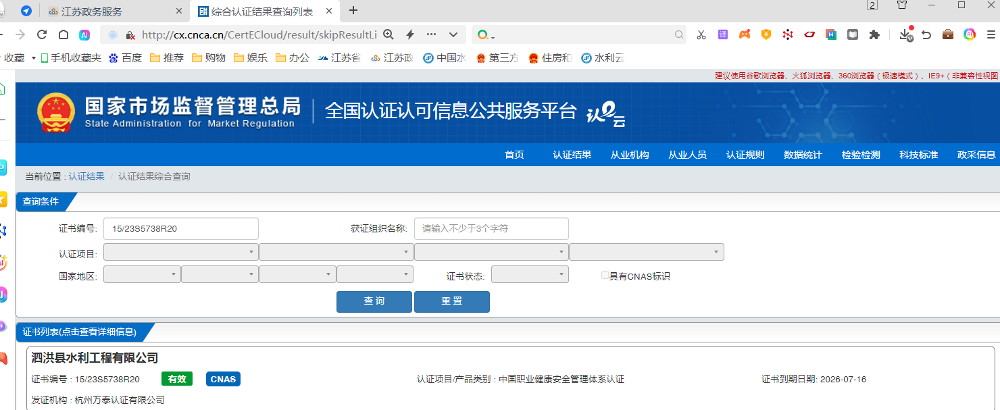 江苏政务服务
综合认证结果查询列表
2
AI http://cx.cnca.cn/CertECloud/result/skipResultLi
译 W AI
收藏 手机收藏夹 百度 推荐 购物 娱乐 办公 江苏省 江苏政 中国水 第三方 住房和 水利云
建议使用谷歌浏览器、火狐浏览器、360浏览器（极速模式）、IE9+（非兼容性视图
国家市场监督管理总局
State Administration for Market Regulation
全国认证认可信息公共服务平台
认
云
首页 认证结果 从业机构 从业人员 认证规则 数据统计 检验检测 科技标准 政采信息
当前位置 : 认证结果 / 认证结果综合查询
查询条件
证书编号: 15/23S5738R20 获证组织名称: 请输入不少于3个字符
认证项目:
国家地区: 证书状态: 具有CNAS标识
查 询 重 置
证书列表(点击查看详细信息)
泗洪县水利工程有限公司
证书编号 : 15/23S5738R20 有效 CNAS 认证项目/产品类别 : 中国职业健康安全管理体系认证 证书到期日期: 2026-07-16
发证机构 : 杭州万泰认证有限公司